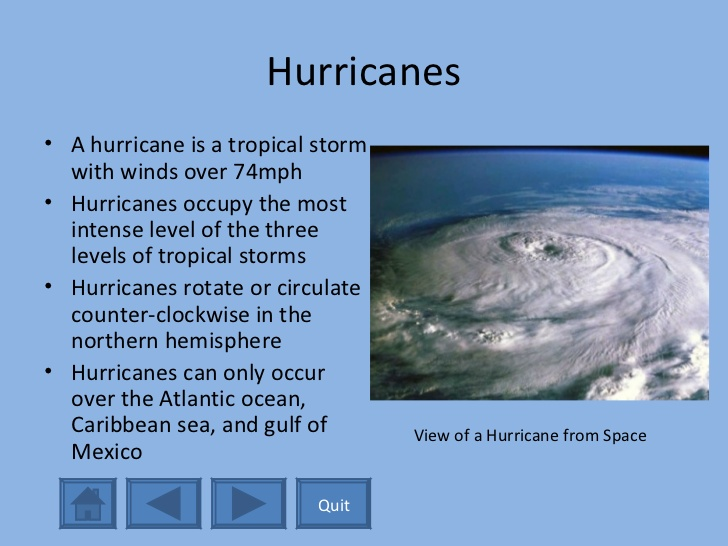 Hurricanes
• A hurricane is a tropical storm
with winds over 74mph
• Hurricanes occupy the most
intense level of the three
levels of tropical storms
• Hurricanes rotate or circulate
counter-clockwise in the
northern hemisphere
• Hurricanes can only occur
over the Atlantic ocean,
Caribbean sea, and gulf of
Mexico
View of a Hurricane from Space
Quit